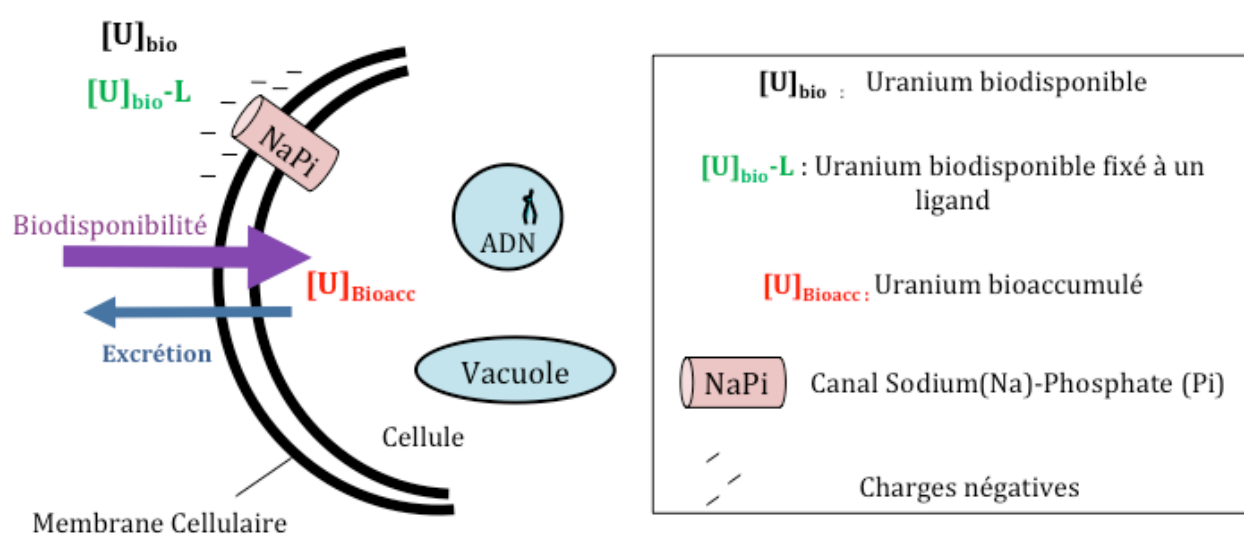 [U]bio
[U]bio-L
NaPi
Biodisponibilité
[U]Bioacc
Excrétion
ADN
Vacuole
Cellule
Membrane Cellulaire
[U]bio : Uranium biodisponible
[U]bio-L : Uranium biodisponible fixé à un
ligand
[U]Bioacc : Uranium bioaccumulé
NaPi Canal Sodium(Na)-Phosphate (Pi)
Charges négatives